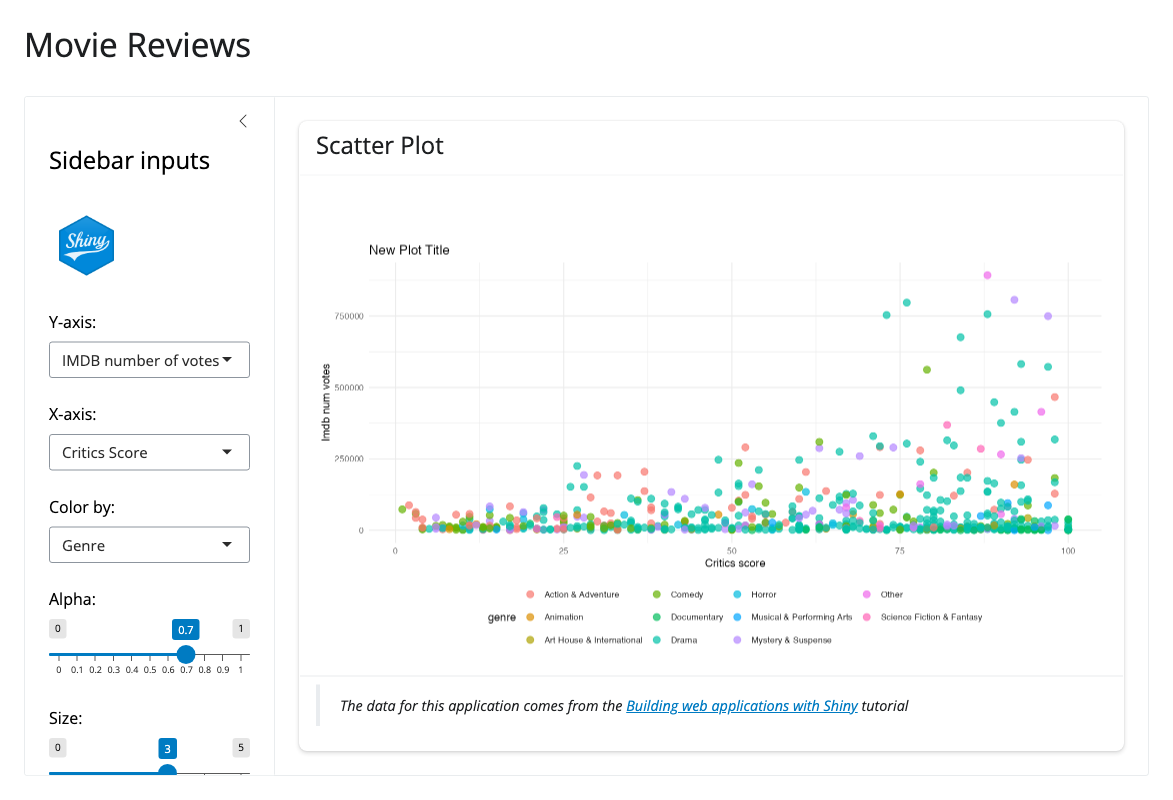 Movie Reviews
Sidebar inputs
Shiny
Y-axis:
IMDB number of votes
X-axis:
Critics Score
Color by:
Genre
Alpha:
0 0.7 1
0 0.1 0.2 0.3 0.4 0.5 0.6 0.7 0.8 0.9 1
Size:
0 3 5
Scatter Plot
New Plot Title
Imdb num votes
750000
500000
250000
0
0 25 50 75 100
Critics score
genre
Action & Adventure Comedy Horror Other
Animation Documentary Musical & Performing Arts Science Fiction & Fantasy
Art House & International Drama Mystery & Suspense
The data for this application comes from the Building web applications with Shiny tutorial